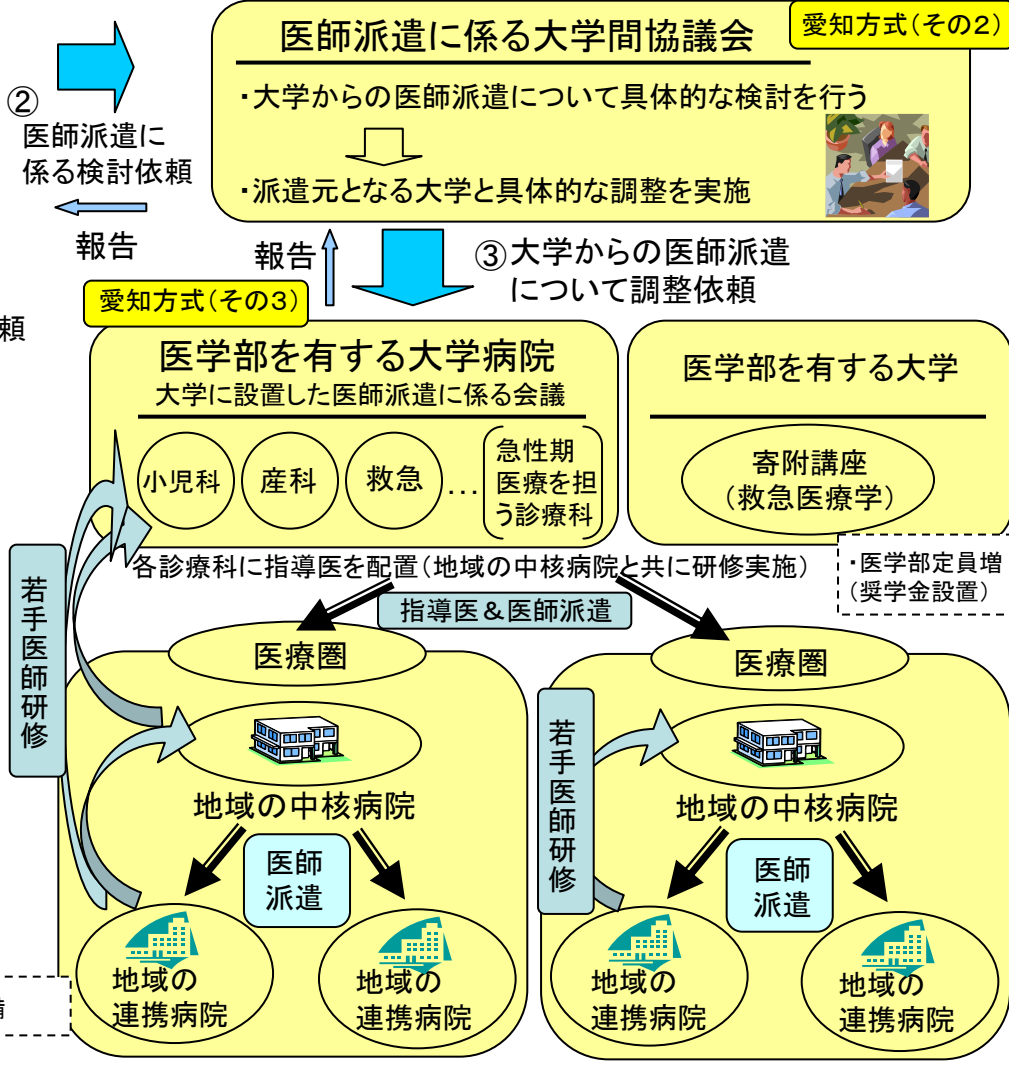 愛知方式(その2)
医師派遣に係る大学間協議会
・大学からの医師派遣について具体的な検討を行う
・派遣元となる大学と具体的な調整を実施
②
医師派遣に
係る検討依頼
報告
報告
③大学からの医師派遣
について調整依頼
愛知方式(その3)
頼
医学部を有する大学病院
大学に設置した医師派遣に係る会議
小児科
産科
救急
…
急性期
医療を担
う診療科
医学部を有する大学
寄附講座
(救急医療学)
各診療科に指導医を配置(地域の中核病院と共に研修実施)
・医学部定員増
(奨学金設置)
指導医&医師派遣
若手医師研修
医療圏
地域の中核病院
医師
派遣
地域の
連携病院
地域の
連携病院
医療圏
若手医師研修
地域の中核病院
医師
派遣
地域の
連携病院
地域の
連携病院